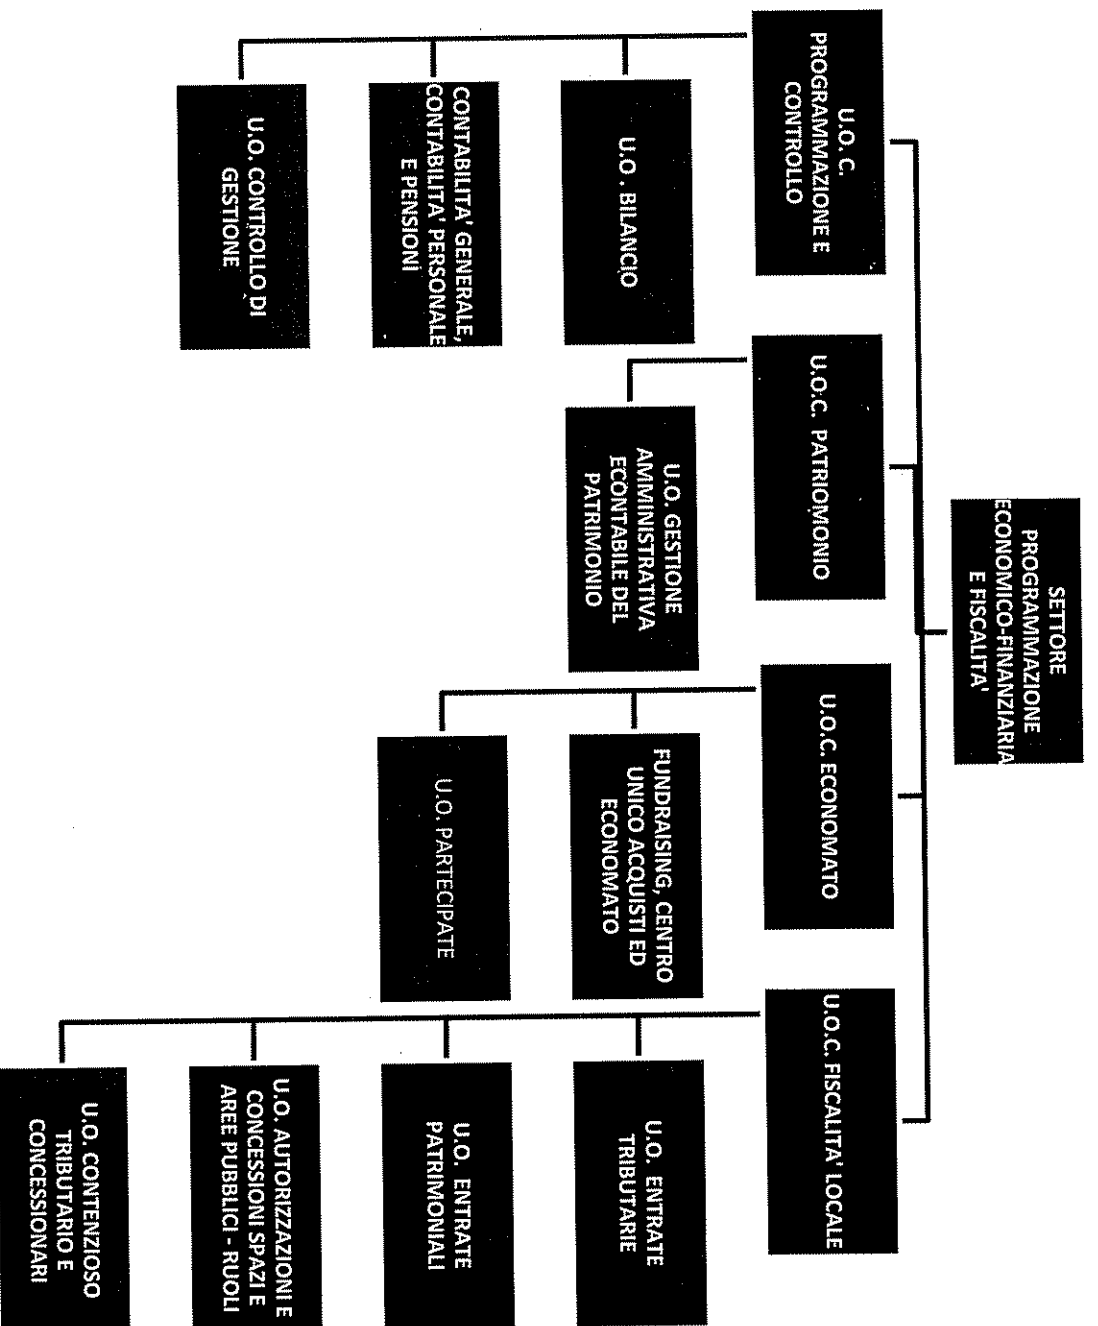 SETTORE
PROGRAMMAZIONE
ECONOMICO-FINANZIARIA
E FISCALITA'
U.O. C.
PROGRAMMAZIONE E
CONTROLLO
U.O . BILANCIO
CONTABILITA' GENERALE,
CONTABILITA' PERSONALE
E PENSIONI
U.O. CONTROLLO DI
GESTIONE
U.O.C. PATRIOMONIO
U.O. GESTIONE
AMMINISTRATIVA
ECONTABILE DEL
PATRIMONIO
U.O.C. ECONOMATO
FUNDRAISING, CENTRO
UNICO ACQUISTI ED
ECONOMATO
U.O. PARTECIPATE
U.O.C. FISCALITA' LOCALE
U.O. ENTRATE
TRIBUTARIE
U.O. ENTRATE
PATRIMONIALI
U.O. AUTORIZZAZIONI E
CONCESSIONI SPAZI E
AREE PUBBLICI - RUOLI
U.O. CONTENZIOSO
TRIBUTARIO E
CONCESSIONARI